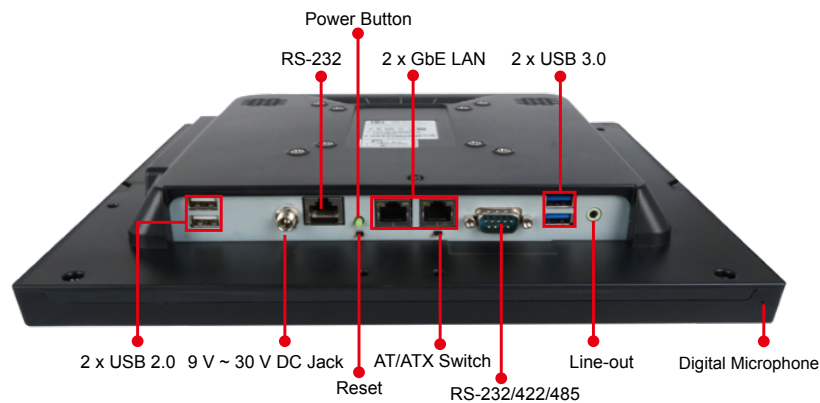 Power Button
RS-232
2 x GbE LAN
2 x USB 3.0
2 x USB 2.0
9 V ~ 30 V DC Jack
AT/ATX Switch
Line-out
Digital Microphone
Reset
RS-232/422/485